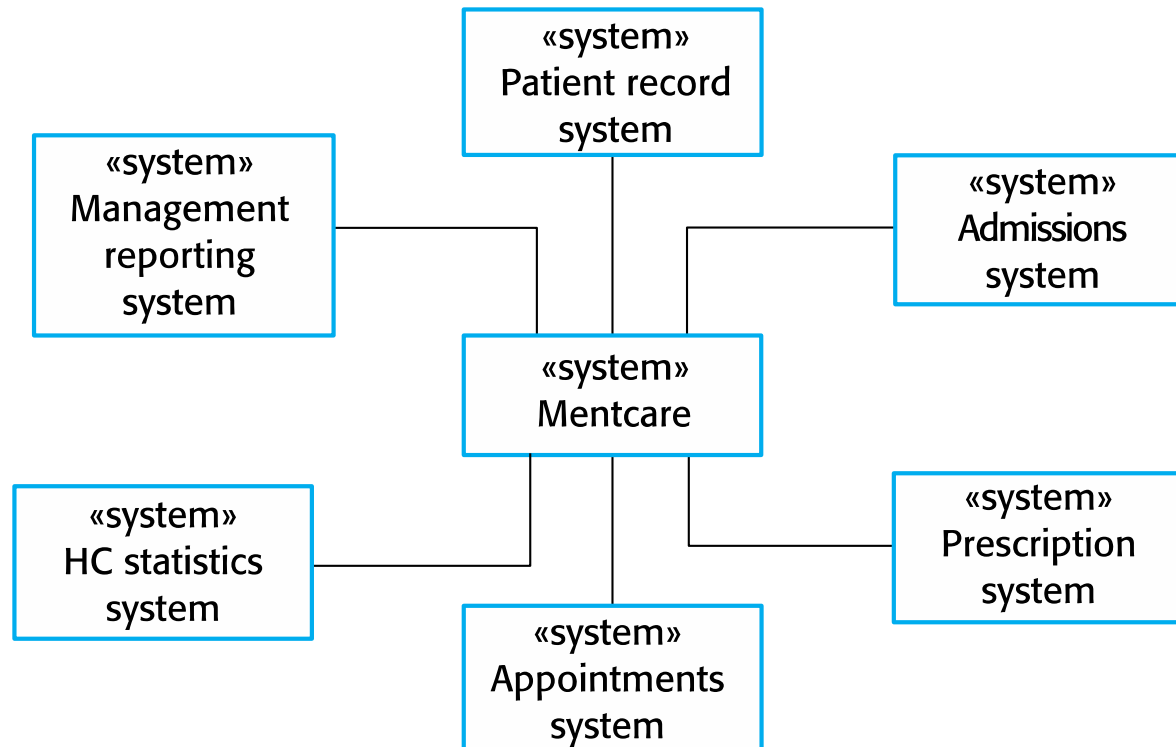 «system»
Patient record
system
«system»
Management
reporting
system
«system»
Admissions
system
«system»
Mentcare
«system»
HC statistics
system
«system»
Prescription
system
«system»
Appointments
system